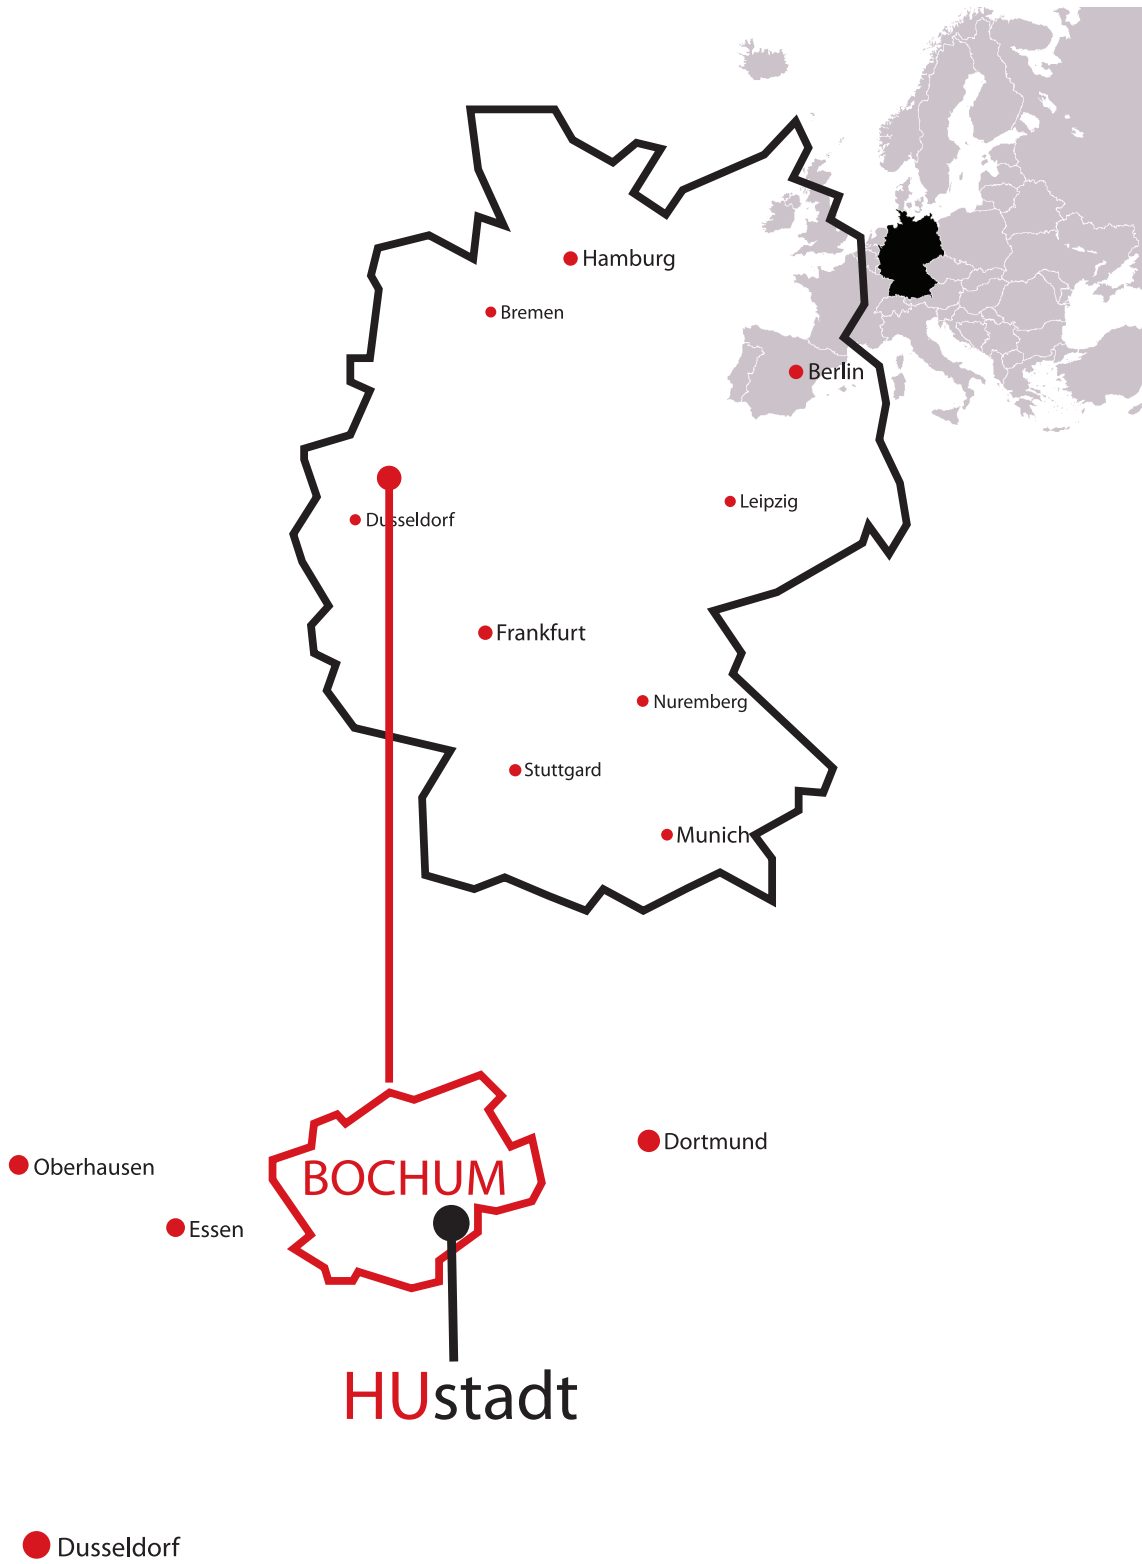 Hamburg
Bremen
Berlin
Leipzig
Dusseldorf
Frankfurt
Nuremberg
Stuttgard
Munich
Dortmund
Oberhausen
BOCHUM
Essen
HUstadt
Dusseldorf